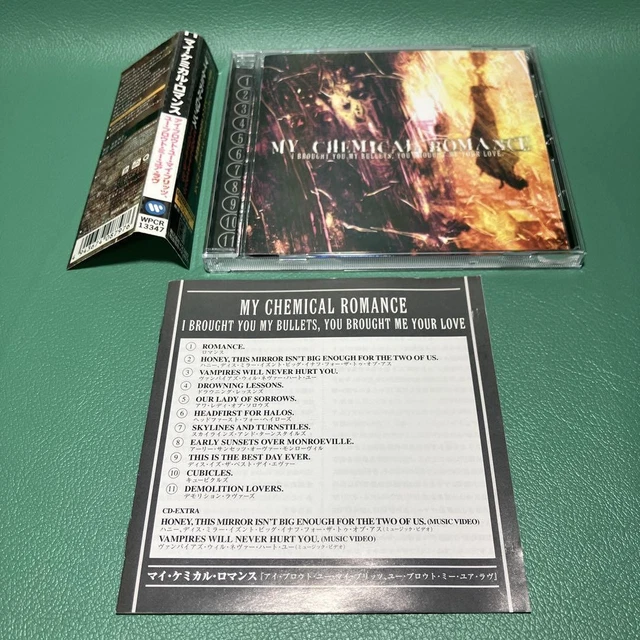 マイ・ケミカル・ロマンス
WPCR
13347
MY CHEMICAL ROMANCE
I BROUGHT YOU MY BULLETS, YOU BROUGHT ME YOUR LOVE.
MY CHEMICAL ROMANCE
I BROUGHT YOU MY BULLETS, YOU BROUGHT ME YOUR LOVE
1 ROMANCE.
ロマンス
2 HONEY, THIS MIRROR ISN'T BIG ENOUGH FOR THE TWO OF US.
ハニー、ディス・ミラー・イズント・ビッグ・イナフ・フォー・ザ・トゥ・オブ・アス
3 VAMPIRES WILL NEVER HURT YOU.
ヴァンパイアズ・ウィル・ネヴァー・ハート・ユー
4 DROWNING LESSONS.
ドラウニング・レッスンズ
5 OUR LADY OF SORROWS.
アワ・レディ・オブ・ソロウズ
6 HEADFIRST FOR HALOS.
ヘッドファースト・フォー・ヘイローズ
7 SKYLINES AND TURNSTILES.
スカイラインズ・アンド・ターンスタイルズ
8 EARLY SUNSETS OVER MONROEVILLE.
アーリー・サンセッツ・オーヴァー・モンローヴィル
9 THIS IS THE BEST DAY EVER.
ディス・イズ・ザ・ベスト・デイ・エヴァー
10 CUBICLES.
キュービクルズ
11 DEMOLITION LOVERS.
デモリション・ラヴァーズ
CD-EXTRA
HONEY, THIS MIRROR ISN'T BIG ENOUGH FOR THE TWO OF US. (MUSIC VIDEO)
ハニー、ディス・ミラー・イズント・ビッグ・イナフ・フォー・ザ・トゥ・オブ・アス(ミュージック・ビデオ)
VAMPIRES WILL NEVER HURT YOU. (MUSIC VIDEO)
ヴァンパイアズ・ウィル・ネヴァー・ハート・ユー(ミュージック・ビデオ)
マイ・ケミカル・ロマンス『アイ・ブロウト・ユー・マイ・ブリッツ、ユー・ブロウト・ミー・ユア・ラヴ』